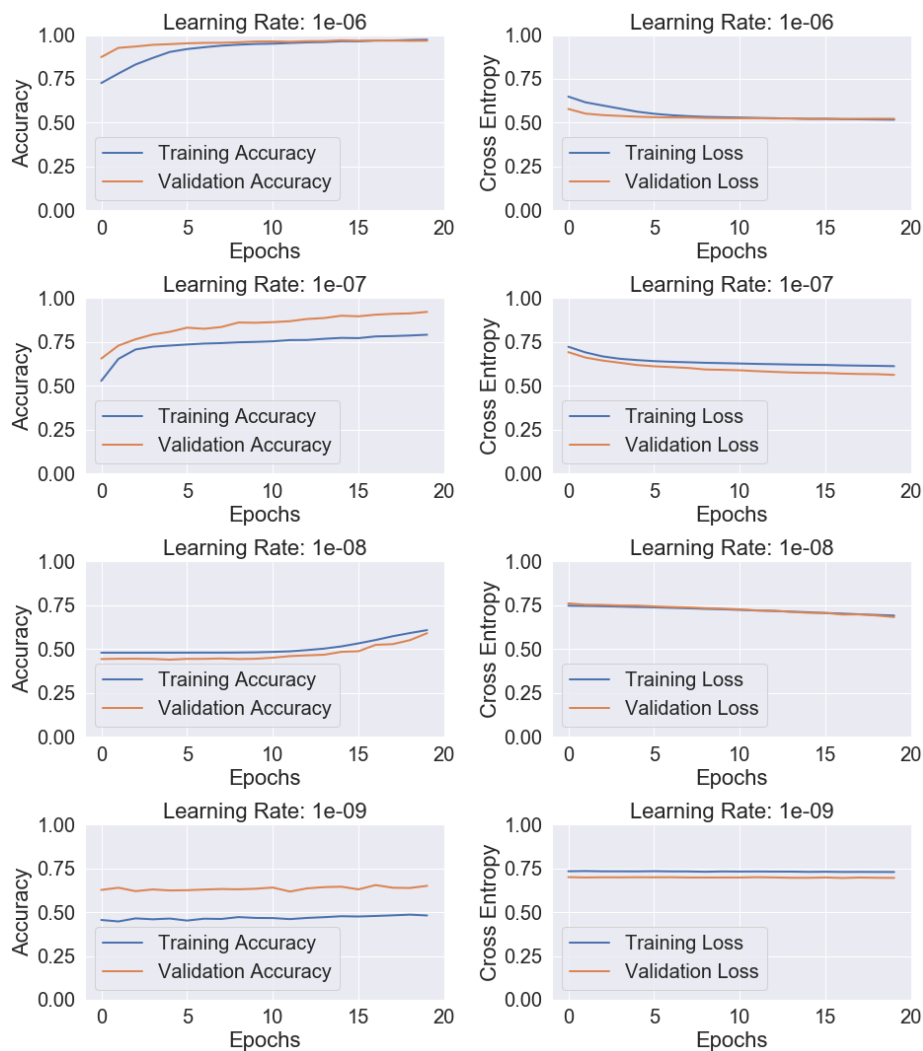 Learning Rate: 1e-06
Accuracy
1.00
0.75
0.50
0.25
0.00
Training Accuracy
Validation Accuracy
0 5 10 15 20
Epochs
Learning Rate: 1e-06
Cross Entropy
1.00
0.75
0.50
0.25
0.00
Training Loss
Validation Loss
0 5 10 15 20
Epochs
Learning Rate: 1e-07
Accuracy
1.00
0.75
0.50
0.25
0.00
Training Accuracy
Validation Accuracy
0 5 10 15 20
Epochs
Learning Rate: 1e-07
Cross Entropy
1.00
0.75
0.50
0.25
0.00
Training Loss
Validation Loss
0 5 10 15 20
Epochs
Learning Rate: 1e-08
Accuracy
1.00
0.75
0.50
0.25
0.00
Training Accuracy
Validation Accuracy
0 5 10 15 20
Epochs
Learning Rate: 1e-08
Cross Entropy
1.00
0.75
0.50
0.25
0.00
Training Loss
Validation Loss
0 5 10 15 20
Epochs
Learning Rate: 1e-09
Accuracy
1.00
0.75
0.50
0.25
0.00
Training Accuracy
Validation Accuracy
0 5 10 15 20
Epochs
Learning Rate: 1e-09
Cross Entropy
1.00
0.75
0.50
0.25
0.00
Training Loss
Validation Loss
0 5 10 15 20
Epochs